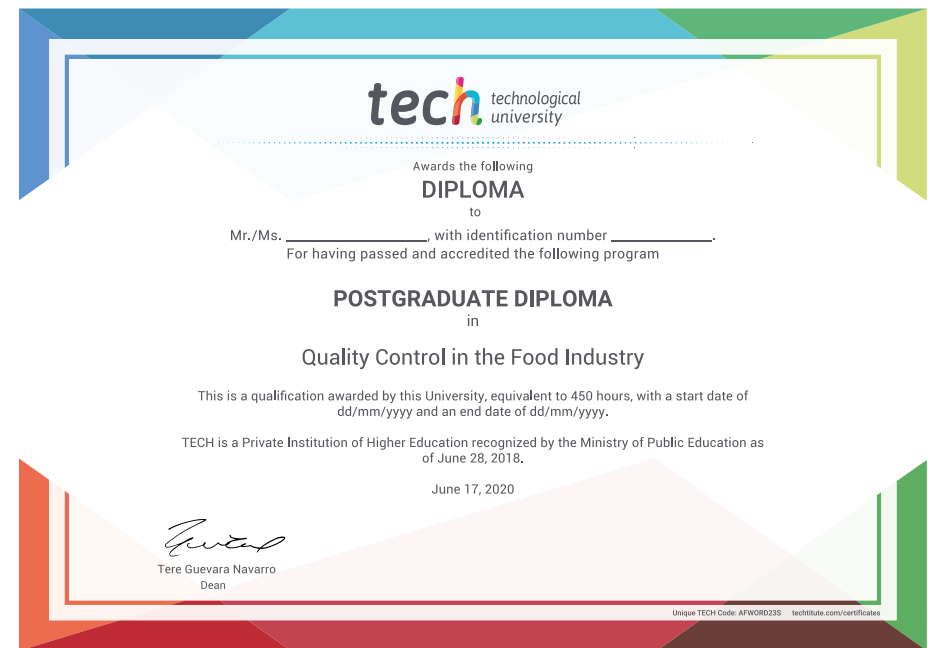 tech technological
university
Awards the following
DIPLOMA
to
Mr./Ms. ____________________, with identification number ______________.
For having passed and accredited the following program
POSTGRADUATE DIPLOMA
in
Quality Control in the Food Industry
This is a qualification awarded by this University, equivalent to 450 hours, with a start date of
dd/mm/yyyy and an end date of dd/mm/yyyy.
TECH is a Private Institution of Higher Education recognized by the Ministry of Public Education as
of June 28, 2018.
June 17, 2020
Tere Guevara Navarro
Dean
Unique TECH Code: AFWORD23S techtitute.com/certificates